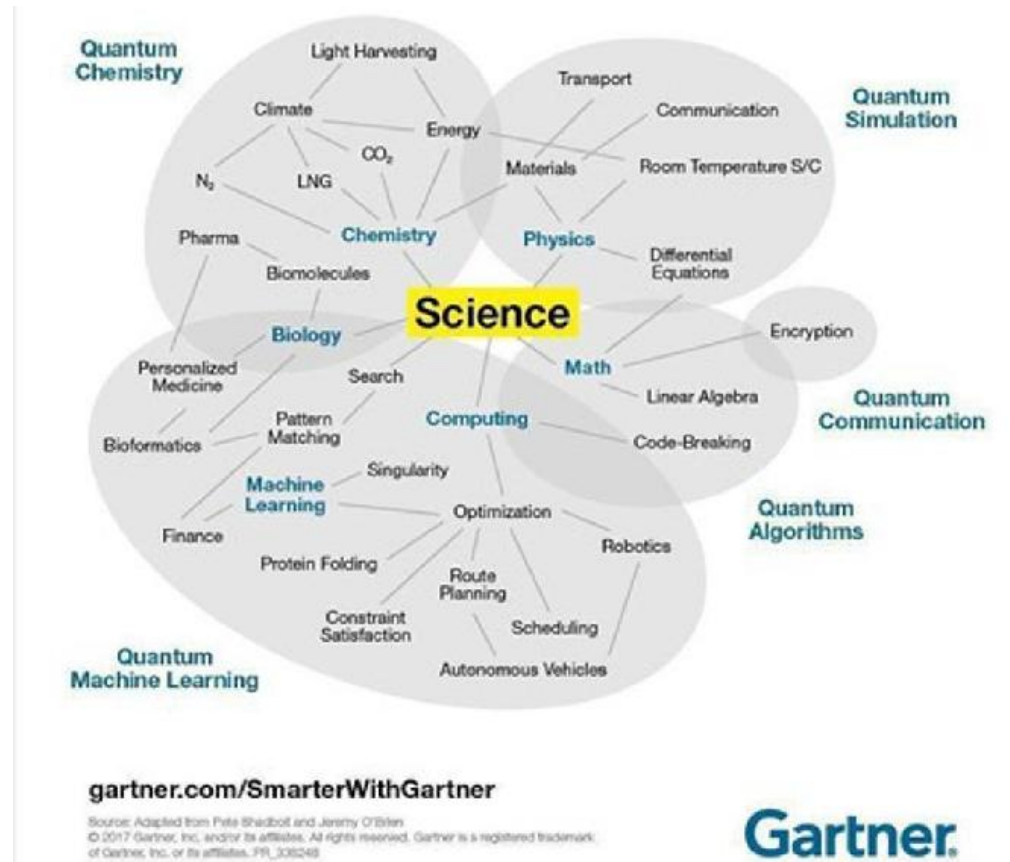 Quantum
Chemistry
Light Harvesting
Climate
Energy
CO₂
N₂
LNG
Chemistry
Pharma
Biomolecules
Transport
Communication
Materials
Room Temperature S/C
Physics
Differential
Equations
Quantum
Simulation
Science
Biology
Personalized
Medicine
Search
Pattern
Matching
Bioformatics
Computing
Math
Encryption
Linear Algebra
Code-Breaking
Quantum
Communication
Machine
Learning
Singularity
Finance
Optimization
Protein Folding
Route
Planning
Robotics
Constraint
Satisfaction
Scheduling
Autonomous Vehicles
Quantum
Algorithms
Quantum
Machine Learning
gartner.com/SmarterWithGartner
Source: Adapted from Pete Shadbolt and Jeremy O'Brien
© 2017 Gartner, Inc. and/or its affiliates. All rights reserved. Gartner is a registered trademark
of Gartner, Inc. or its affiliates. PR_338248
Gartner.